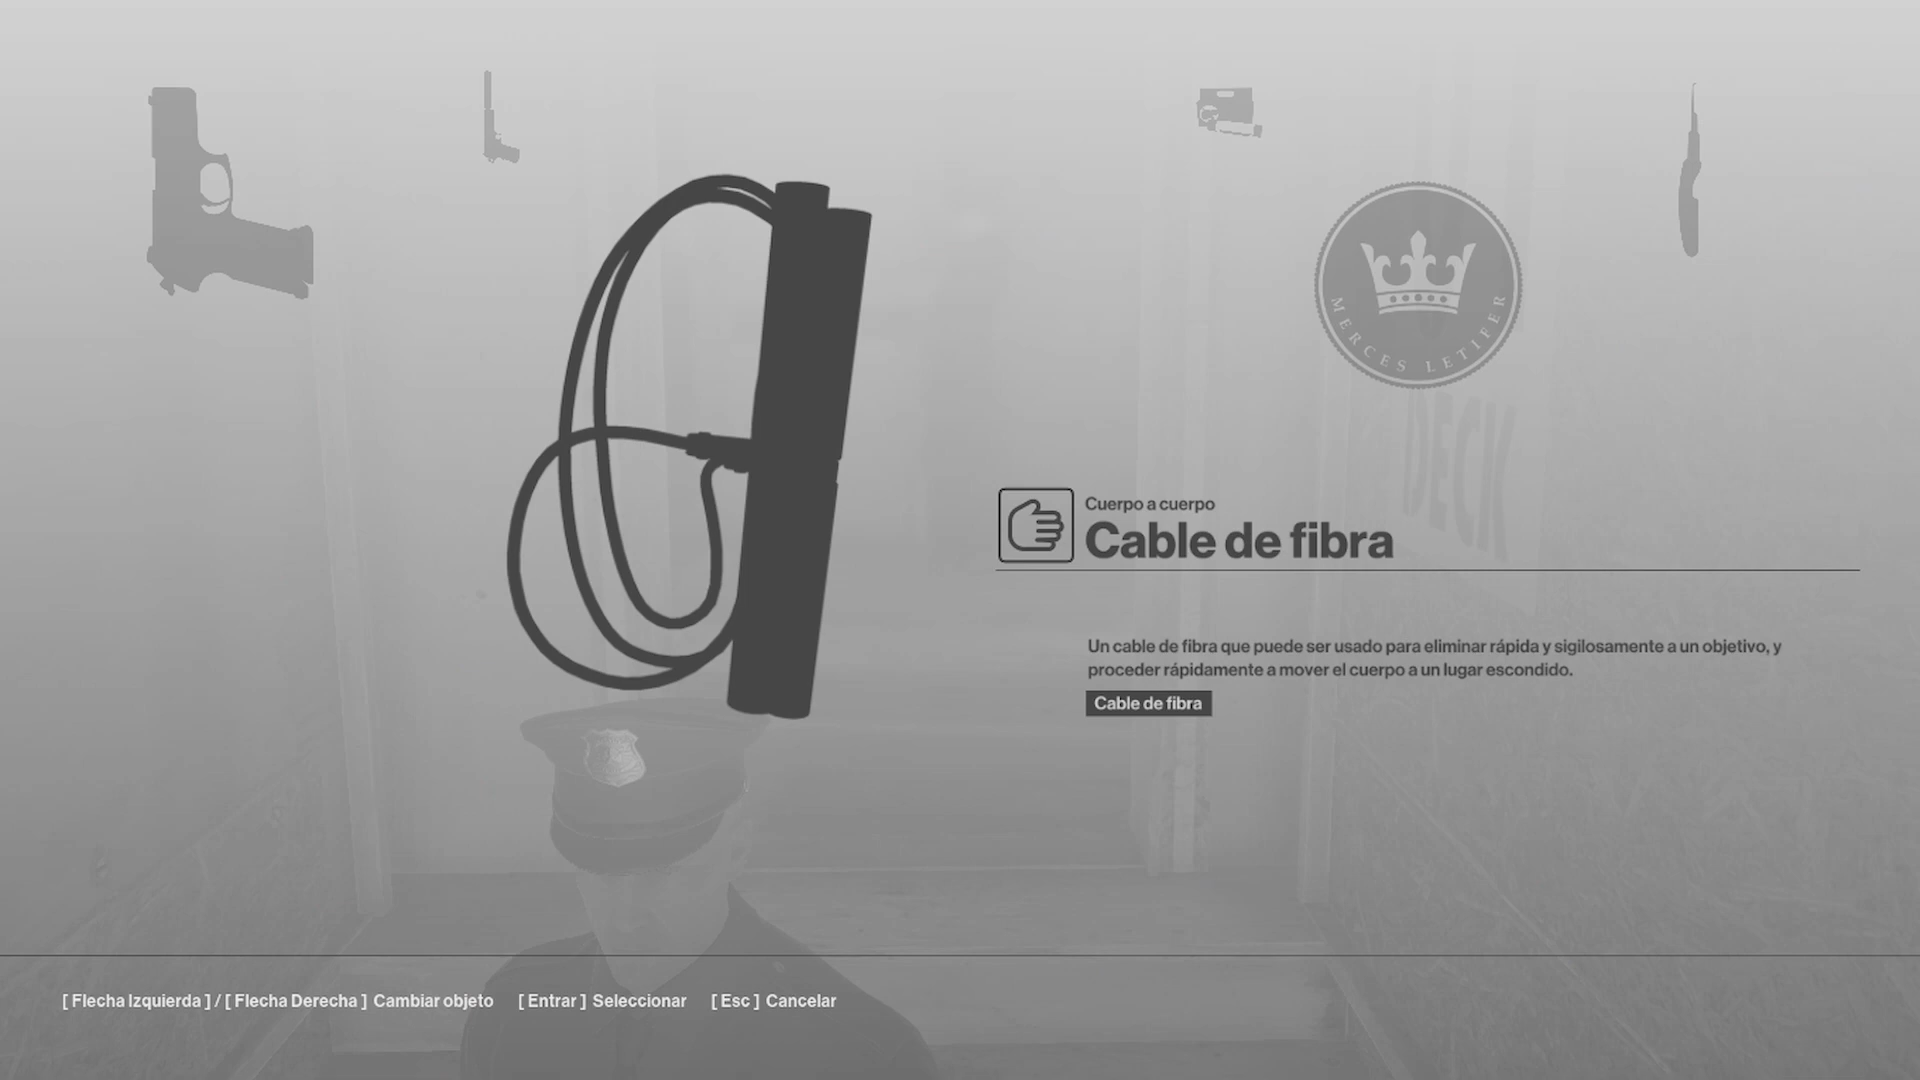 MERCES LETIFER
DECK
Cuerpo a cuerpo
Cable de fibra
Un cable de fibra que puede ser usado para eliminar rápida y sigilosamente a un objetivo, y
proceder rápidamente a mover el cuerpo a un lugar escondido.
Cable de fibra
[ Flecha Izquierda ] / [ Flecha Derecha ] Cambiar objeto [ Entrar ] Seleccionar [ Esc ] Cancelar